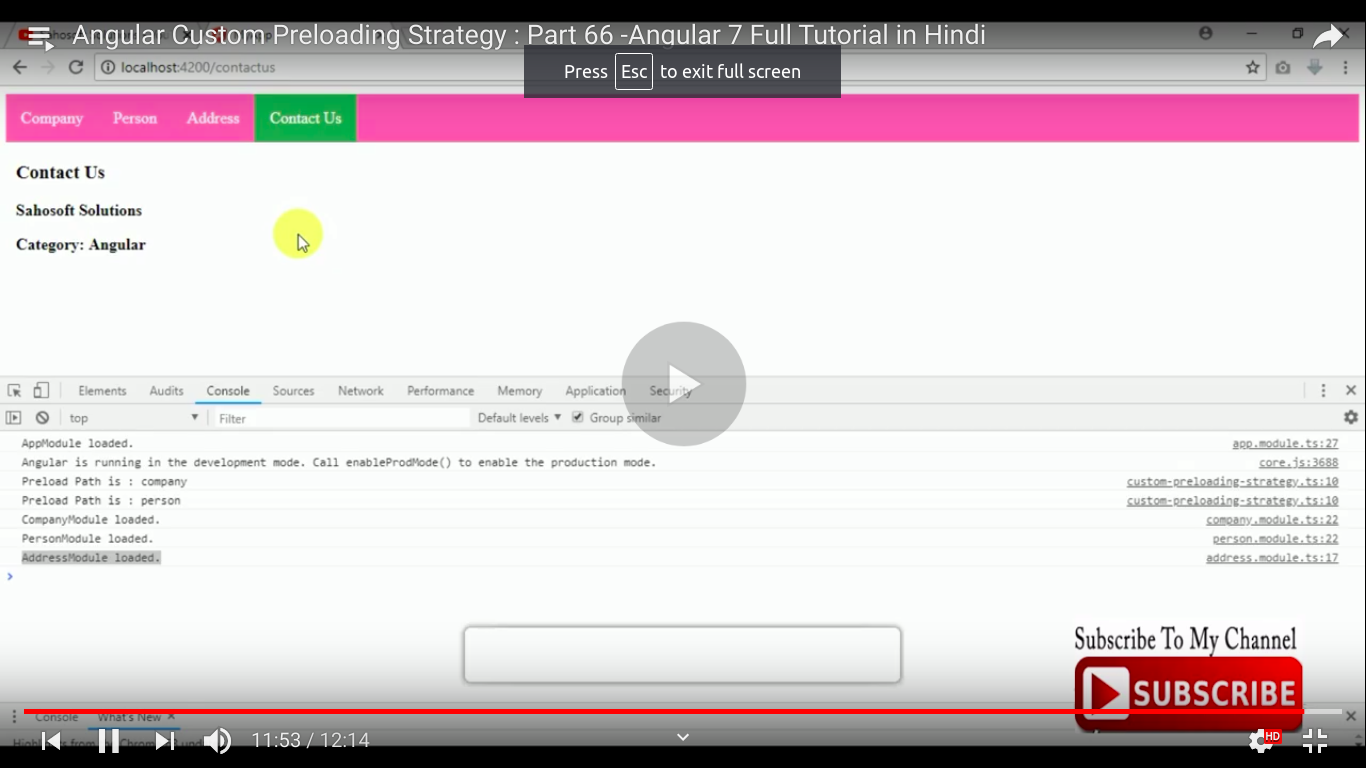 Angular Custom Preloading Strategy : Part 66 -Angular 7 Full Tutorial in Hindi
Press Esc to exit full screen
localhost:4200/contactus
Company Person Address Contact Us
Contact Us
Sahosoft Solutions
Category: Angular
Elements Audits Console Sources Network Performance Memory Application Security
top Filter Default levels Group similar
AppModule loaded. app.module.ts:27
Angular is running in the development mode. Call enableProdMode() to enable the production mode. core.js:3688
Preload Path is : company custom-preloading-strategy.ts:10
Preload Path is : person custom-preloading-strategy.ts:10
CompanyModule loaded. company.module.ts:22
PersonModule loaded. person.module.ts:22
AddressModule loaded. address.module.ts:17
Subscribe To My Channel
SUBSCRIBE
Console What's New
11:53 / 12:14
HD